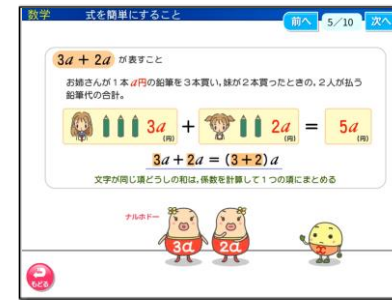 数学 式を簡単にすること
前へ 5/10 次へ
3a + 2a が表すこと
お姉さんが1本a円の鉛筆を3本買い、妹が2本買ったときの、2人が払う
鉛筆代の合計。
3a (円) + 2a (円) = 5a (円)
3a + 2a = (3+2) a
文字が同じ項どうしの和は、係数を計算して1つの項にまとめる
ナルホドー
3a 2a
もどる